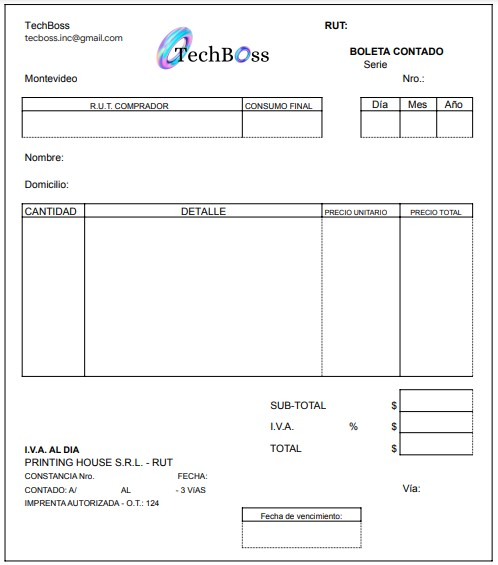 TechBoss
RUT:
tecboss.inc@gmail.com
TechBoss
BOLETA CONTADO
Serie
Montevideo
Nro.:
R.U.T. COMPRADOR CONSUMO FINAL
Día Mes Año
Nombre:
Domicilio:
CANTIDAD DETALLE PRECIO UNITARIO PRECIO TOTAL
SUB-TOTAL $
I.V.A. % $
TOTAL $
I.V.A. AL DIA
PRINTING HOUSE S.R.L. - RUT
CONSTANCIA Nro. FECHA:
CONTADO: A/ AL - 3 VíAS
Vía:
IMPRENTA AUTORIZADA - O.T.: 124
Fecha de vencimiento: